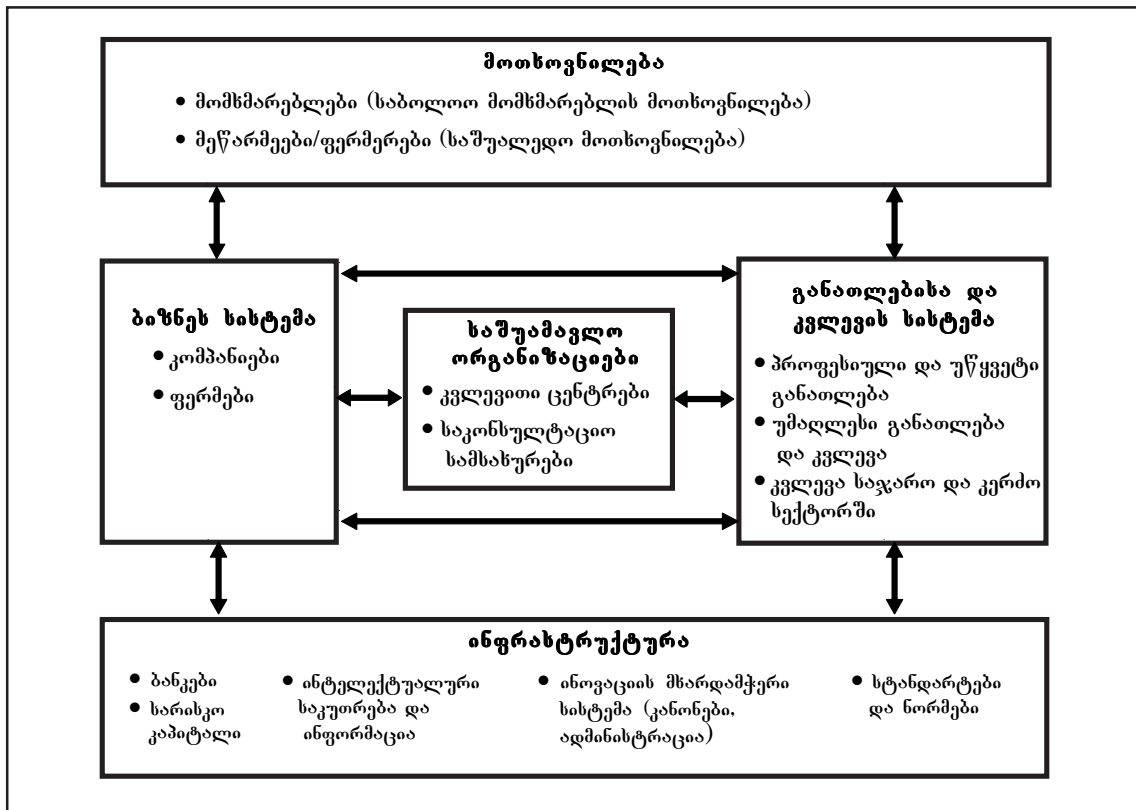 მოთხოვნილება
• მომხმარებლები (საბოლოო მომხმარებლის მოთხოვნილება)
• მეწარმეები/ფერმერები (საშუალედო მოთხოვნილება)
ბიზნეს სისტემა
• კომპანიები
• ფერმები
საშუამავლო
ორგანიზაციები
• კვლევითი ცენტრები
• საკონსულტაციო
სამსახურები
განათლებისა და
კვლევის სისტემა
• პროფესიული და უწყვეტი
განათლება
• უმაღლესი განათლება
და კვლევა
• კვლევა საჯარო და კერძო
სექტორში
ინფრასტრუქტურა
• ბანკები
• სარისკო
კაპიტალი
• ინტელექტუალური
საკუთრება და
ინფორმაცია
• ინოვაციის მხარდამჭერი
სისტემა (კანონები,
ადმინისტრაცია)
• სტანდარტები
და ნორმები